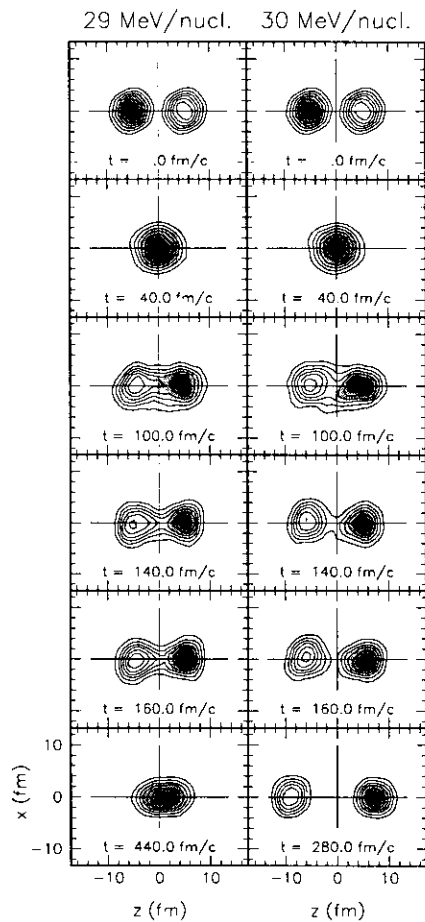 29 MeV/nucl. 30 MeV/nucl.
t = .0 fm/c t = .0 fm/c
t = 40.0 fm/c t = 40.0 fm/c
t = 100.0 fm/c t = 100.0 fm/c
t = 140.0 fm/c t = 140.0 fm/c
t = 160.0 fm/c t = 160.0 fm/c
10
x (fm)
0
t = 440.0 fm/c t = 280.0 fm/c
-10
-10 0 10 -10 0 10
z (fm) z (fm)